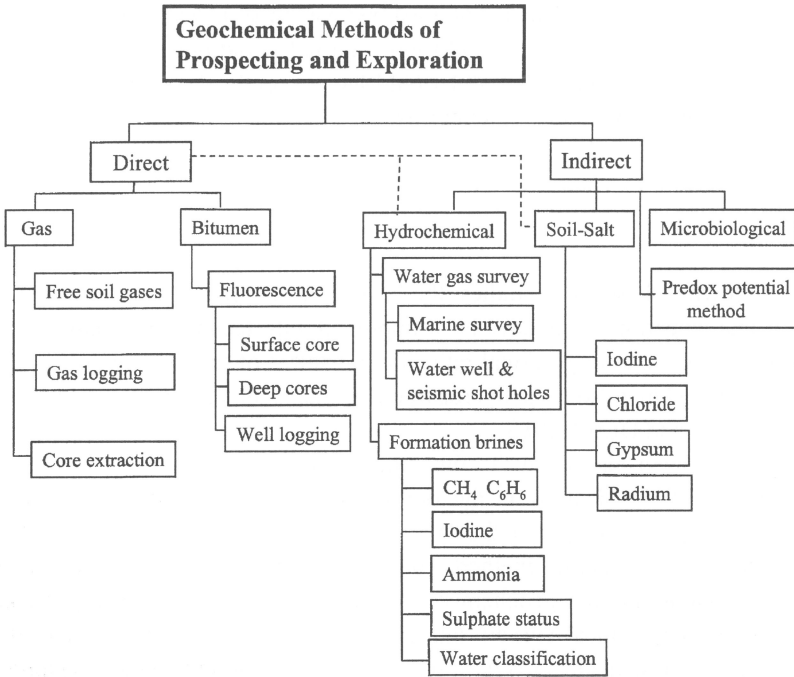 Geochemical Methods of
Prospecting and Exploration
Direct
Indirect
Gas
Bitumen
Hydrochemical
Soil-Salt
Microbiological
Free soil gases
Fluorescence
Water gas survey
Predox potential
method
Surface core
Marine survey
Gas logging
Deep cores
Water well &
seismic shot holes
Iodine
Chloride
Well logging
Formation brines
Gypsum
Core extraction
Radium
CH₄ C₆H₆
Iodine
Ammonia
Sulphate status
Water classification